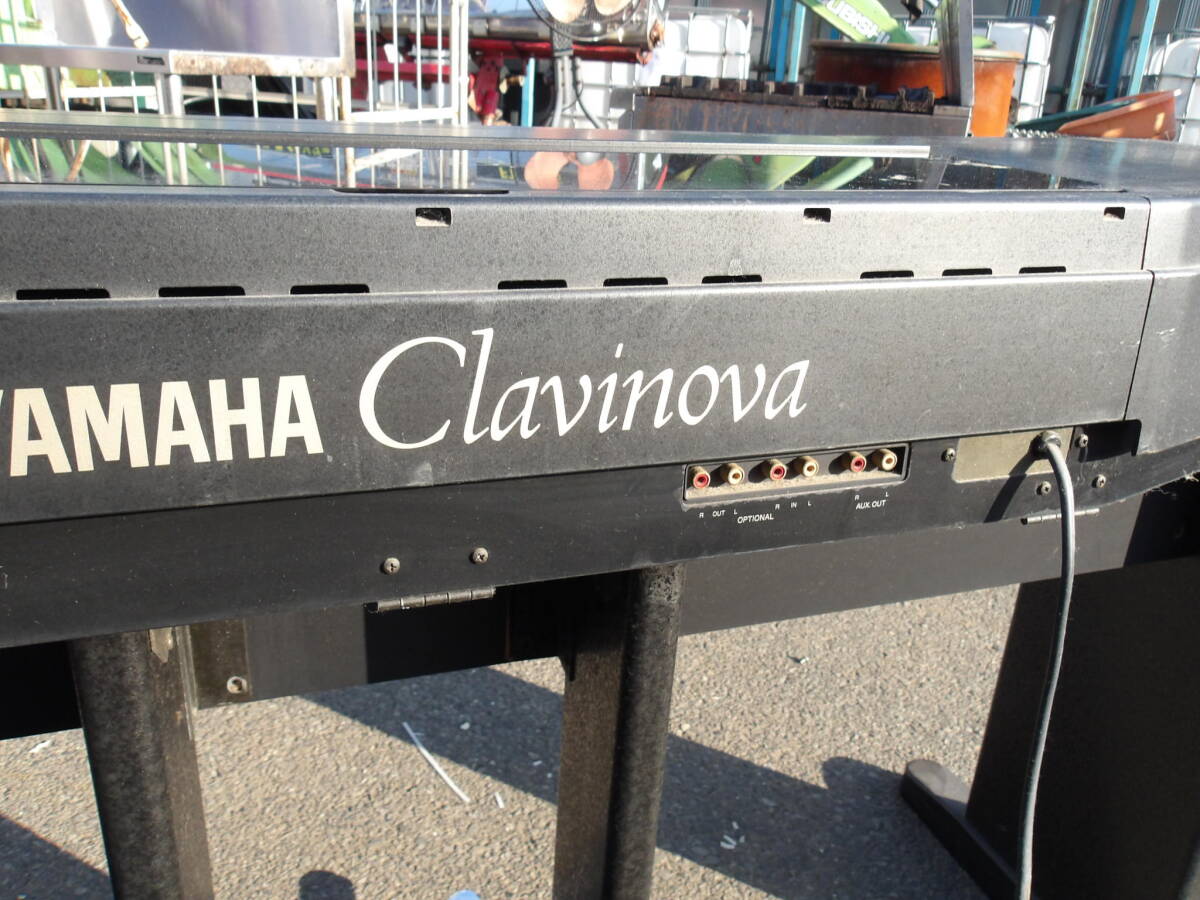 YAMAHA Clavinova
R OUT L R IN L R L
OPTIONAL AUX. OUT